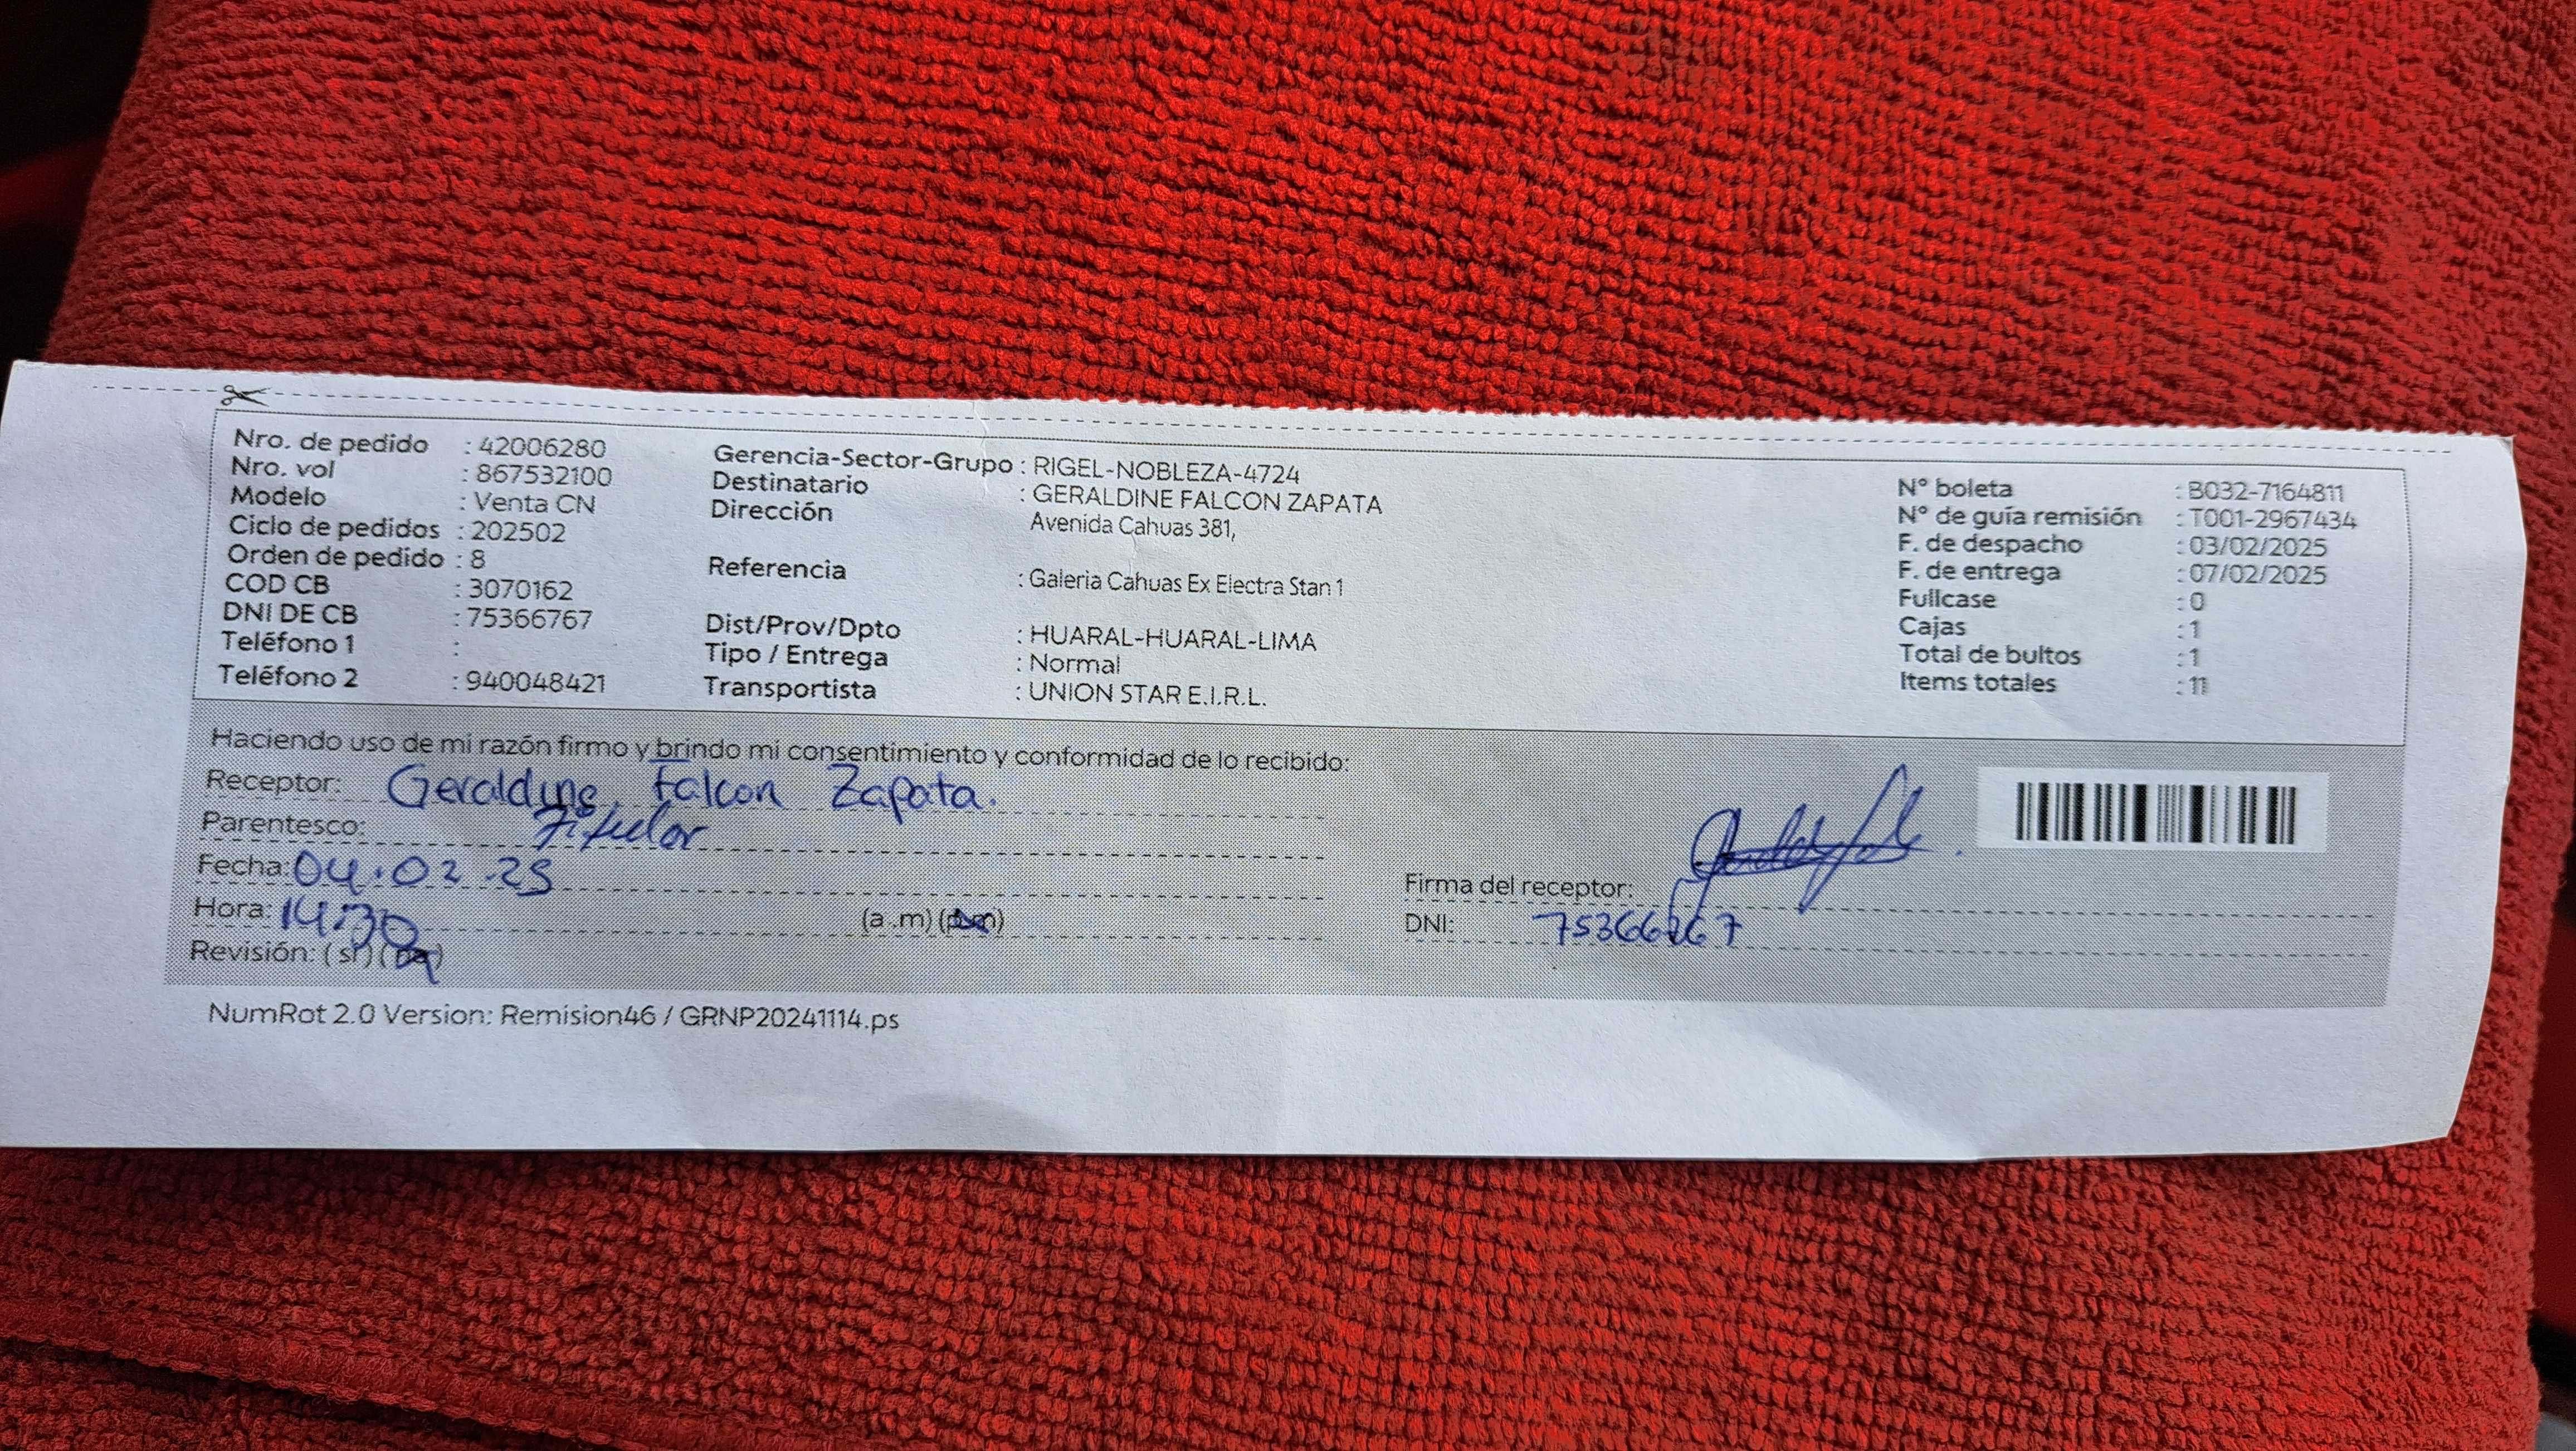 Nro. de pedido : 42006280
Nro. vol : 867532100
Modelo : Venta CN
Ciclo de pedidos : 202502
Orden de pedido : 8
COD CB : 3070162
DNI DE CB : 75366767
Teléfono 1 :
Teléfono 2 : 940048421
Gerencia-Sector-Grupo : RIGEL-NOBLEZA-4724
Destinatario : GERALDINE FALCON ZAPATA
Dirección Avenida Cahuas 381,
Referencia : Galeria Cahuas Ex Electra Stan 1
Dist/Prov/Dpto : HUARAL-HUARAL-LIMA
Tipo / Entrega : Normal
Transportista : UNION STAR E.I.R.L.
N° boleta : B032-7164811
N° de guía remisión : T001-2967434
F. de despacho : 03/02/2025
F. de entrega : 07/02/2025
Fullcase : 0
Cajas : 1
Total de bultos : 1
Items totales : 11
Haciendo uso de mi razón firmo y brindo mi consentimiento y conformidad de lo recibido:
Receptor: Geraldine Falcon Zapata.
Parentesco: Titular
Fecha: 04.02.25
Hora: 14:30 (a.m) (p.m)
Revisión: (si) (no)
Firma del receptor:
DNI: 75366767
NumRot 2.0 Version: Remision46 / GRNP20241114.ps